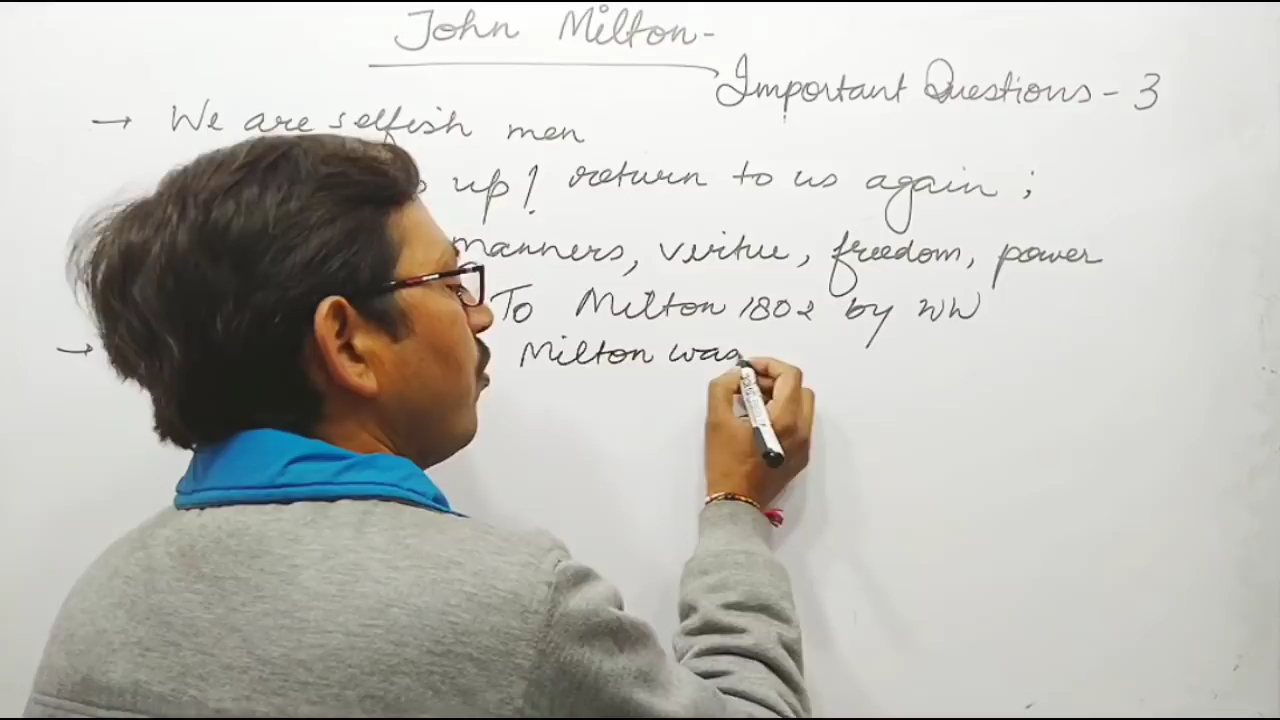 John Milton-
Important Questions - 3
→ We are selfish men
up! return to us again ;
manners, virtue, freedom, power
To Milton 1802 by WW
→ Milton was